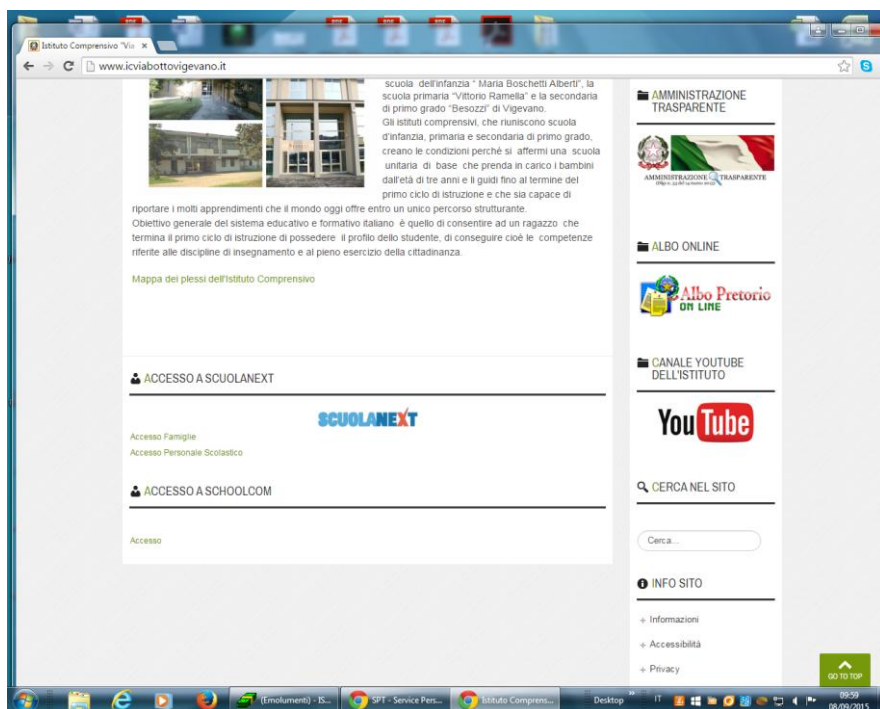 Istituto Comprensivo "Via
www.icviabottovigevano.it
scuola dell'infanzia " Maria Boschetti Alberti", la
scuola primaria "Vittorio Ramella" e la secondaria
di primo grado "Besozzi" di Vigevano.
Gli istituti comprensivi, che riuniscono scuola
d'infanzia, primaria e secondaria di primo grado,
creano le condizioni perchè si affermi una scuola
unitaria di base che prenda in carico i bambini
dall'età di tre anni e li guidi fino al termine del
primo ciclo di istruzione e che sia capace di
riportare i molti apprendimenti che il mondo oggi offre entro un unico percorso strutturante.
Obiettivo generale del sistema educativo e formativo italiano è quello di consentire ad un ragazzo che
termina il primo ciclo di istruzione di possedere il profilo dello studente, di conseguire cioè le competenze
riferite alle discipline di insegnamento e al pieno esercizio della cittadinanza.
Mappa dei plessi dell'Istituto Comprensivo
ACCESSO A SCUOLANEXT
SCUOLANEXT
Accesso Famiglie
Accesso Personale Scolastico
ACCESSO A SCHOOLCOM
Accesso
AMMINISTRAZIONE
TRASPARENTE
AMMINISTRAZIONE TRASPARENTE
ALBO ONLINE
Albo Pretorio
ON LINE
CANALE YOUTUBE
DELL'ISTITUTO
YouTube
CERCA NEL SITO
Cerca...
INFO SITO
Informazioni
Accessibilità
Privacy
GO TO TOP
(Emolumenti) - IS...
SPT - Service Pers...
Istituto Comprens...
Desktop
IT
09:59
08/09/2015